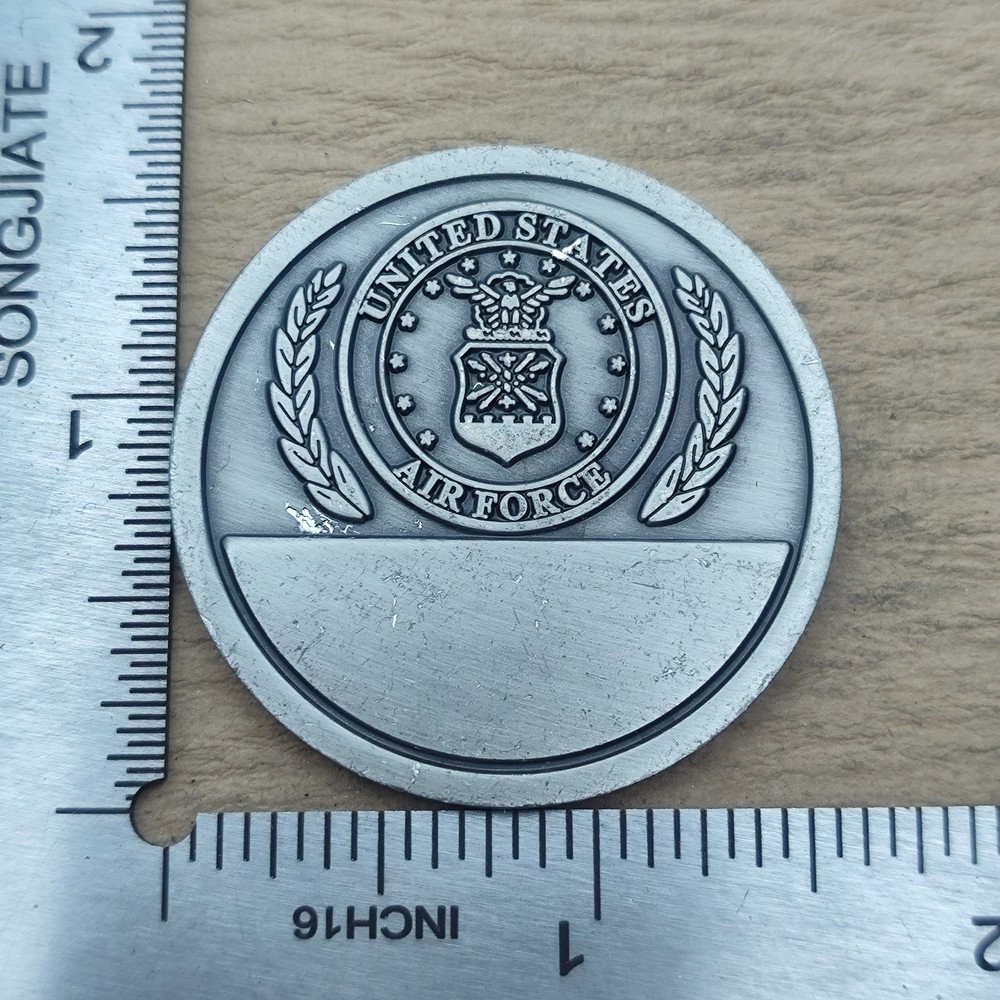 UNITED STATES
AIR FORCE
SONGJIATE
2
1
INCH16
1
2